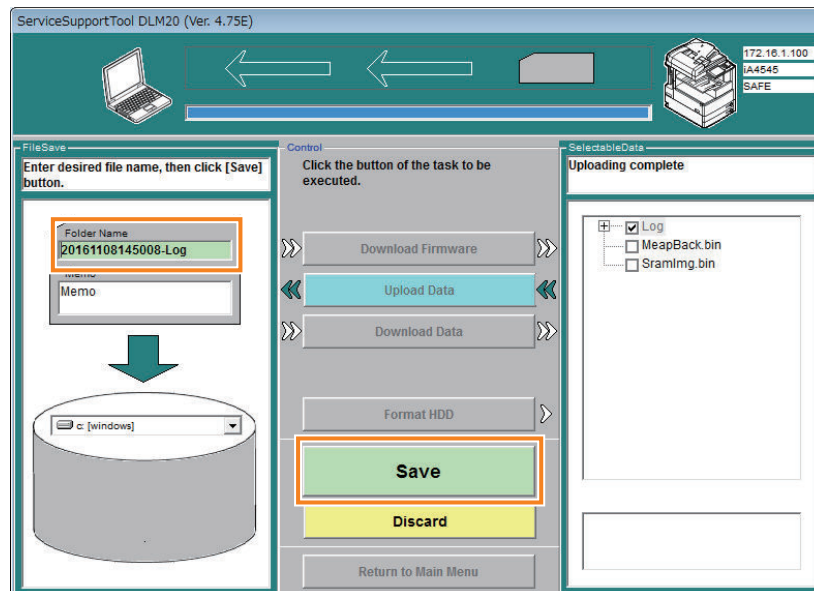 ServiceSupportTool DLM20 (Ver. 4.75E)
172.16.1.100
iA4545
SAFE
FileSave
Enter desired file name, then click [Save]
button.
Folder Name
20161108145008-Log
Memo
Memo
c: [windows]
Control
Click the button of the task to be
executed.
Download Firmware
Upload Data
Download Data
Format HDD
Save
Discard
Return to Main Menu
SelectableData
Uploading complete
Log
MeapBack.bin
SramImg.bin